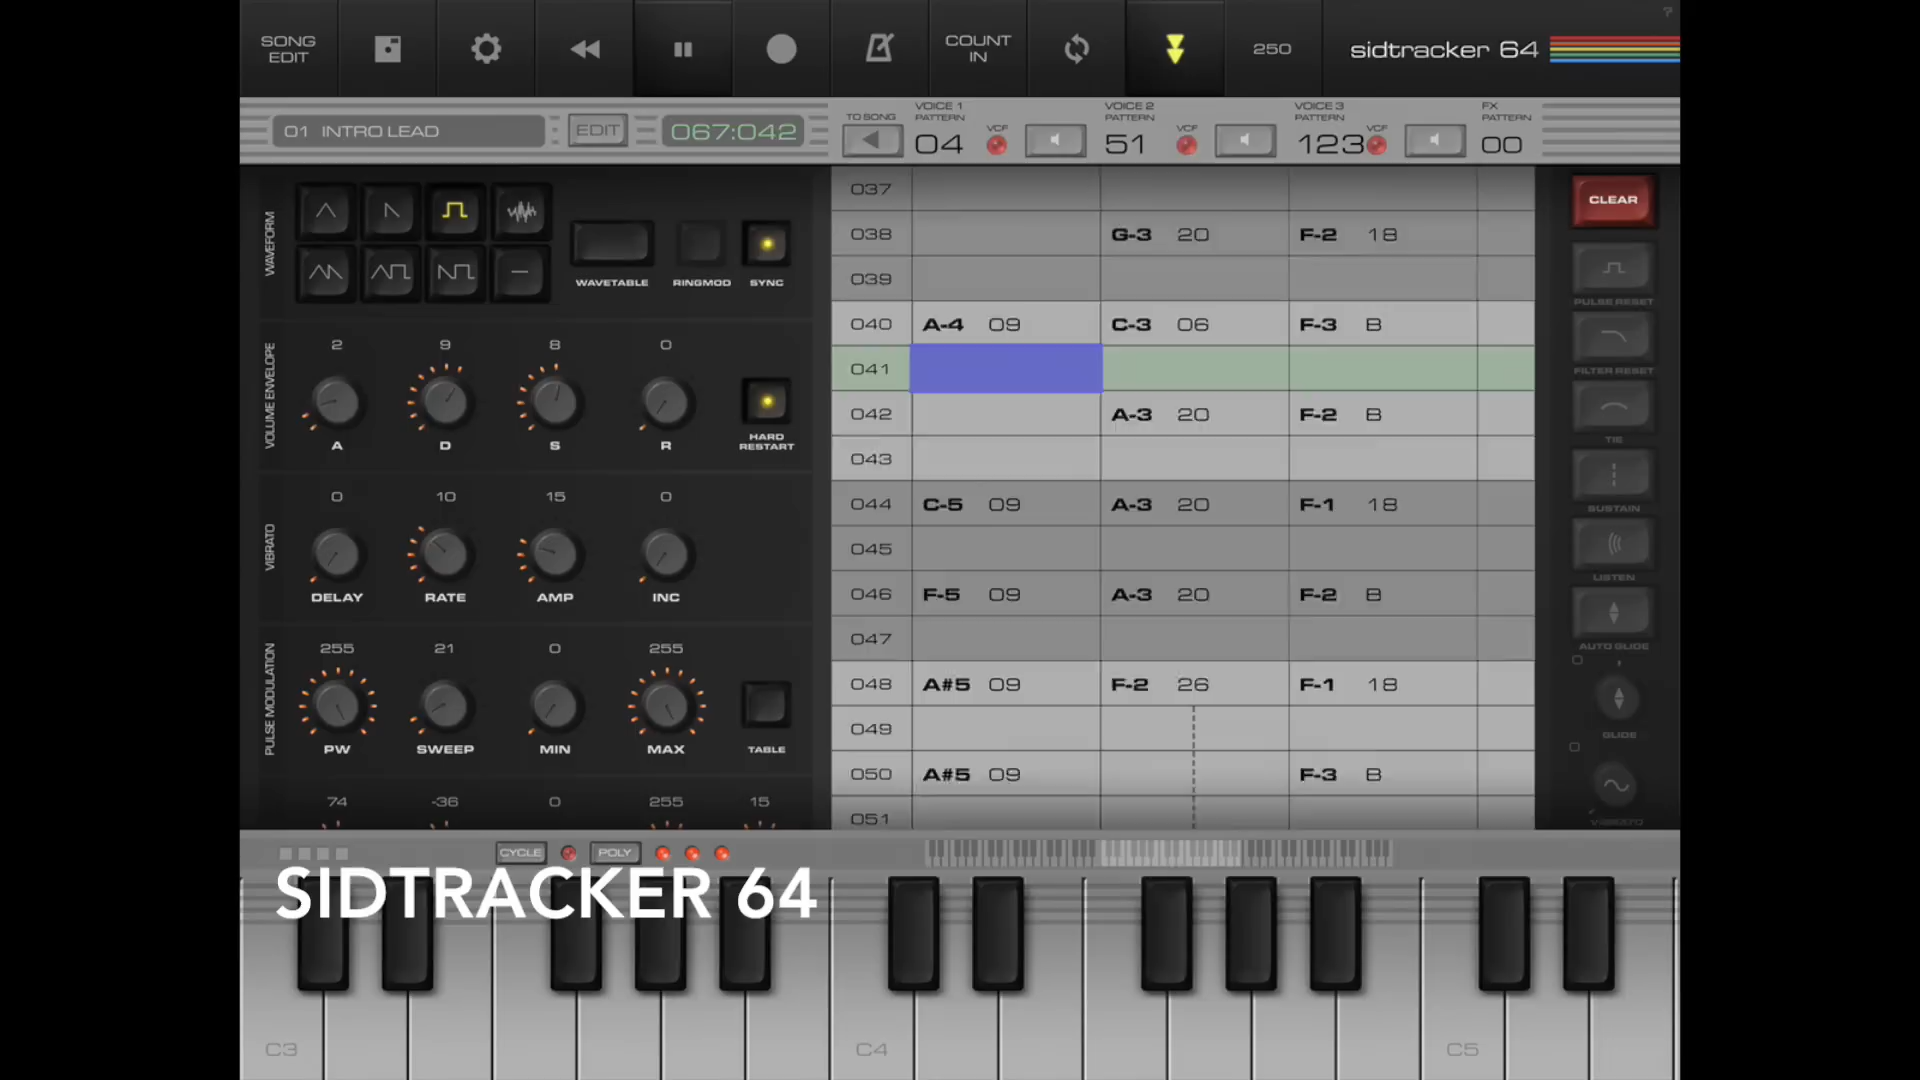 SONG
EDIT
COUNT
IN
250
sidtracker 64
?
01 INTRO LEAD
EDIT
067:042
TO SONG
VOICE 1
PATTERN
04
VCF
VOICE 2
PATTERN
51
VCF
VOICE 3
PATTERN
123
VCF
FX
PATTERN
00
WAVEFORM
WAVETABLE
RINGMOD
SYNC
VOLUME ENVELOPE
2 9 8 0
A D S R
HARD
RESTART
VIBRATO
0 10 15 0
DELAY RATE AMP INC
PULSE MODULATION
255 21 0 255
PW SWEEP MIN MAX TABLE
74 -36 0 255 15
037
038 G-3 20 F-2 18
039
040 A-4 09 C-3 06 F-3 B
041
042 A-3 20 F-2 B
043
044 C-5 09 A-3 20 F-1 18
045
046 F-5 09 A-3 20 F-2 B
047
048 A#5 09 F-2 26 F-1 18
049
050 A#5 09 F-3 B
051
CLEAR
PULSE RESET
FILTER RESET
TIE
SUSTAIN
LISTEN
AUTO GLIDE
GLIDE
VIBRATO
CYCLE
POLY
SIDTRACKER 64
C3
C4
C5